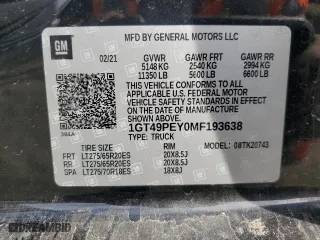 GM
MFD BY GENERAL MOTORS LLC
02/21 GVWR GAWR FRT GAWR RR
5148 KG 2540 KG 2994 KG
11350 LB 5600 LB 6600 LB
THIS VEHICLE CONFORMS TO ALL APPLICABLE
U.S. FEDERAL MOTOR VEHICLE SAFETY
STANDARDS IN EFFECT ON THE DATE OF
MANUFACTURE SHOWN ABOVE.
1GT49PEY0MF193638
TYPE: TRUCK
TIRE SIZE RIM MODEL: 08TK20743
FRT LT275/65R20ES 20X8.5J
RR LT275/65R20ES 20X8.5J
SPA LT275/70R18ES 18X8J